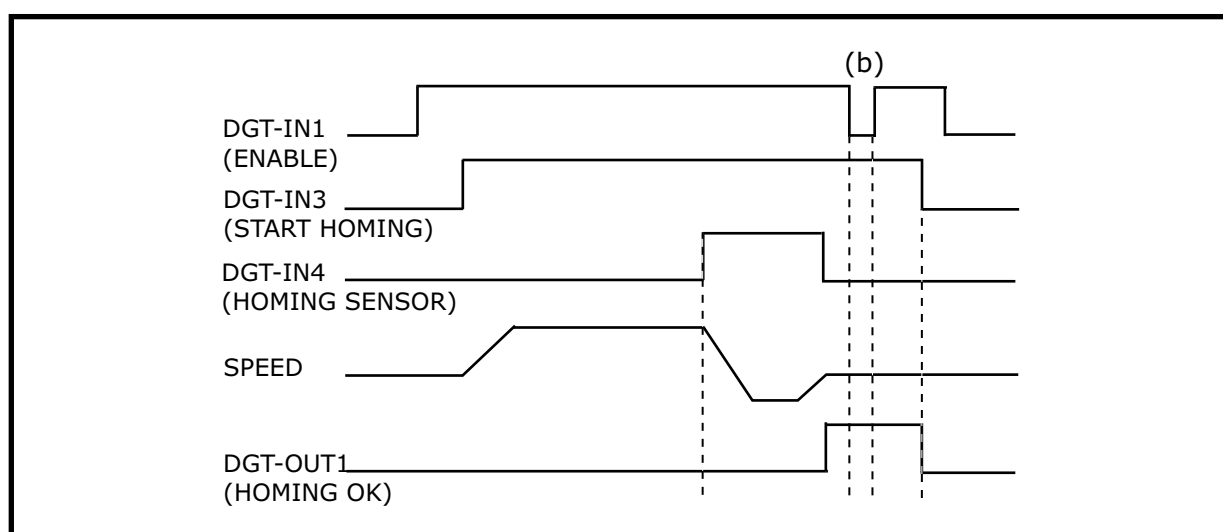 (b)
DGT-IN1
(ENABLE)
DGT-IN3
(START HOMING)
DGT-IN4
(HOMING SENSOR)
SPEED
DGT-OUT1
(HOMING OK)